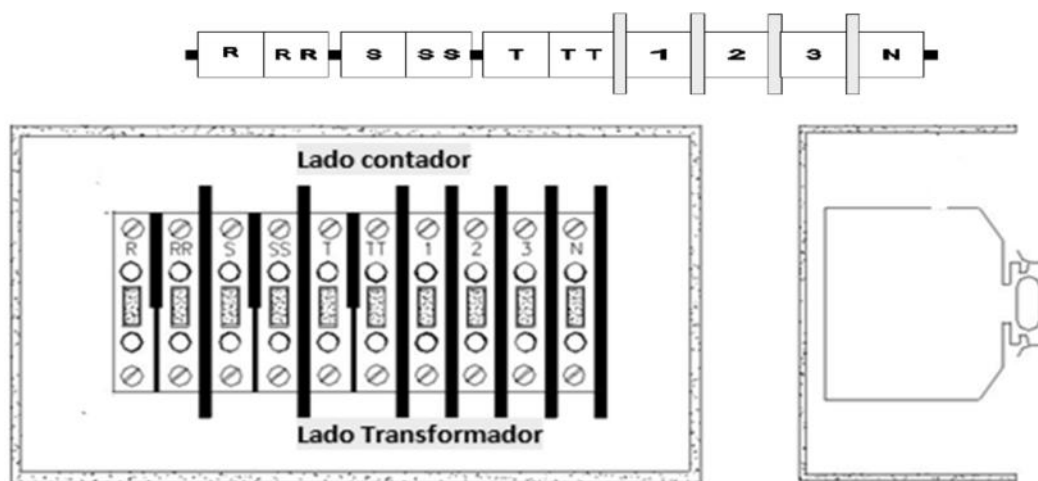 R RR S SS T TT 1 2 3 N
Lado contador
R RR S SS T TT 1 2 3 N
Lado Transformador